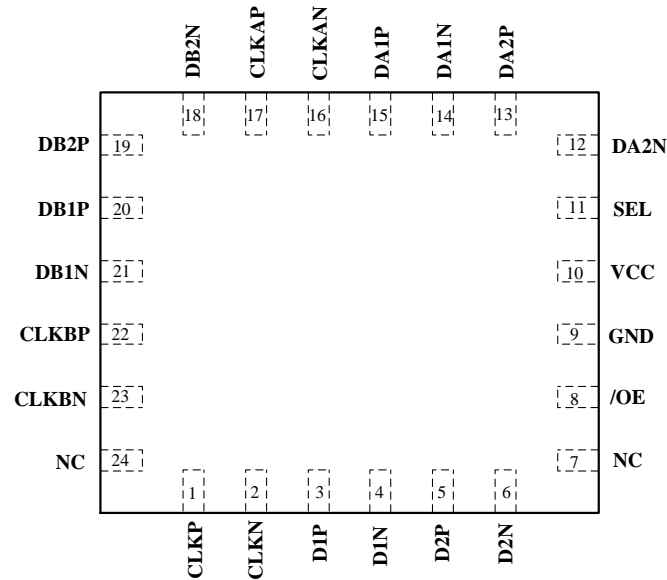 DB2N
CLKAP
CLKAN
DA1P
DA1N
DA2P
18
17
16
15
14
13
DB2P 19
12 DA2N
DB1P 20
11 SEL
DB1N 21
10 VCC
CLKBP 22
9 GND
CLKBN 23
8 /OE
NC 24
7 NC
1
2
3
4
5
6
CLKP
CLKN
D1P
D1N
D2P
D2N